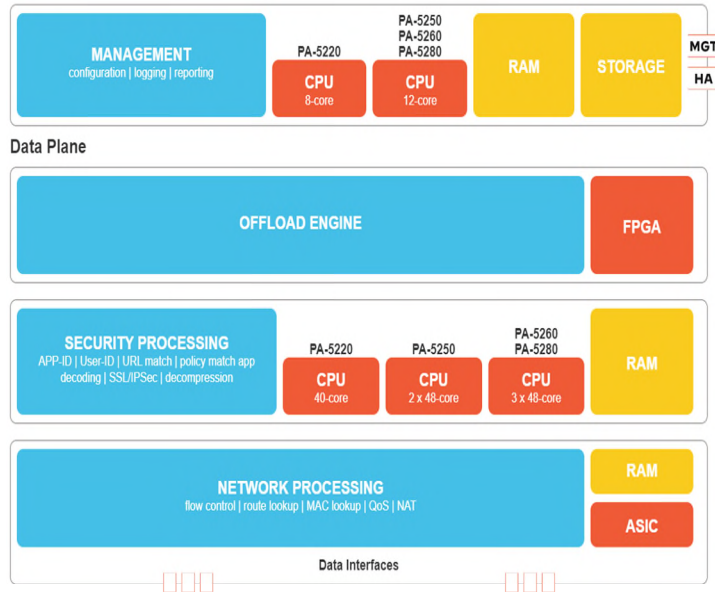 MANAGEMENT
configuration | logging | reporting
PA-5220
CPU
8-core
PA-5250
PA-5260
PA-5280
CPU
12-core
RAM
STORAGE
MGT
HA
Data Plane
OFFLOAD ENGINE
FPGA
SECURITY PROCESSING
APP-ID | User-ID | URL match | policy match app
decoding | SSL/IPSec | decompression
PA-5220
CPU
40-core
PA-5250
CPU
2 x 48-core
PA-5260
PA-5280
CPU
3 x 48-core
RAM
NETWORK PROCESSING
flow control | route lookup | MAC lookup | QoS | NAT
RAM
ASIC
Data Interfaces